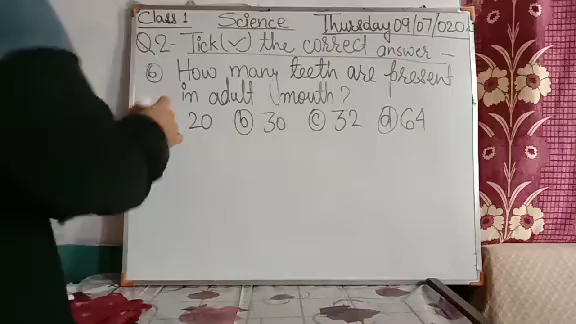 Class 1 Science Thursday 09/07/020
Q2- Tick(✓) the correct answer -
⑥ How many teeth are present
in adult mouth?
20 ⓑ 30 ⓒ 32 ⓓ 64